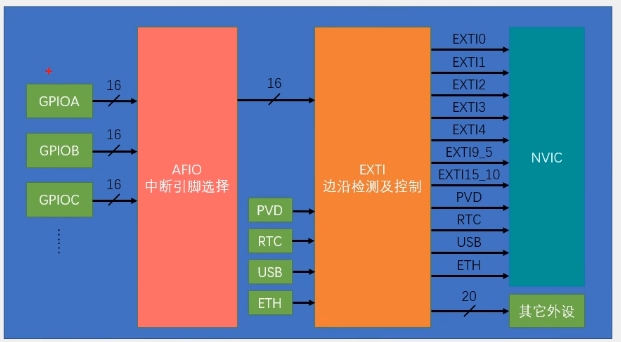 GPIOA
16
GPIOB
16
GPIOC
16
AFIO
中断引脚选择
16
PVD
RTC
USB
ETH
EXTI
边沿检测及控制
EXTI0
EXTI1
EXTI2
EXTI3
EXTI4
EXTI9_5
EXTI15_10
PVD
RTC
USB
ETH
20
NVIC
其它外设